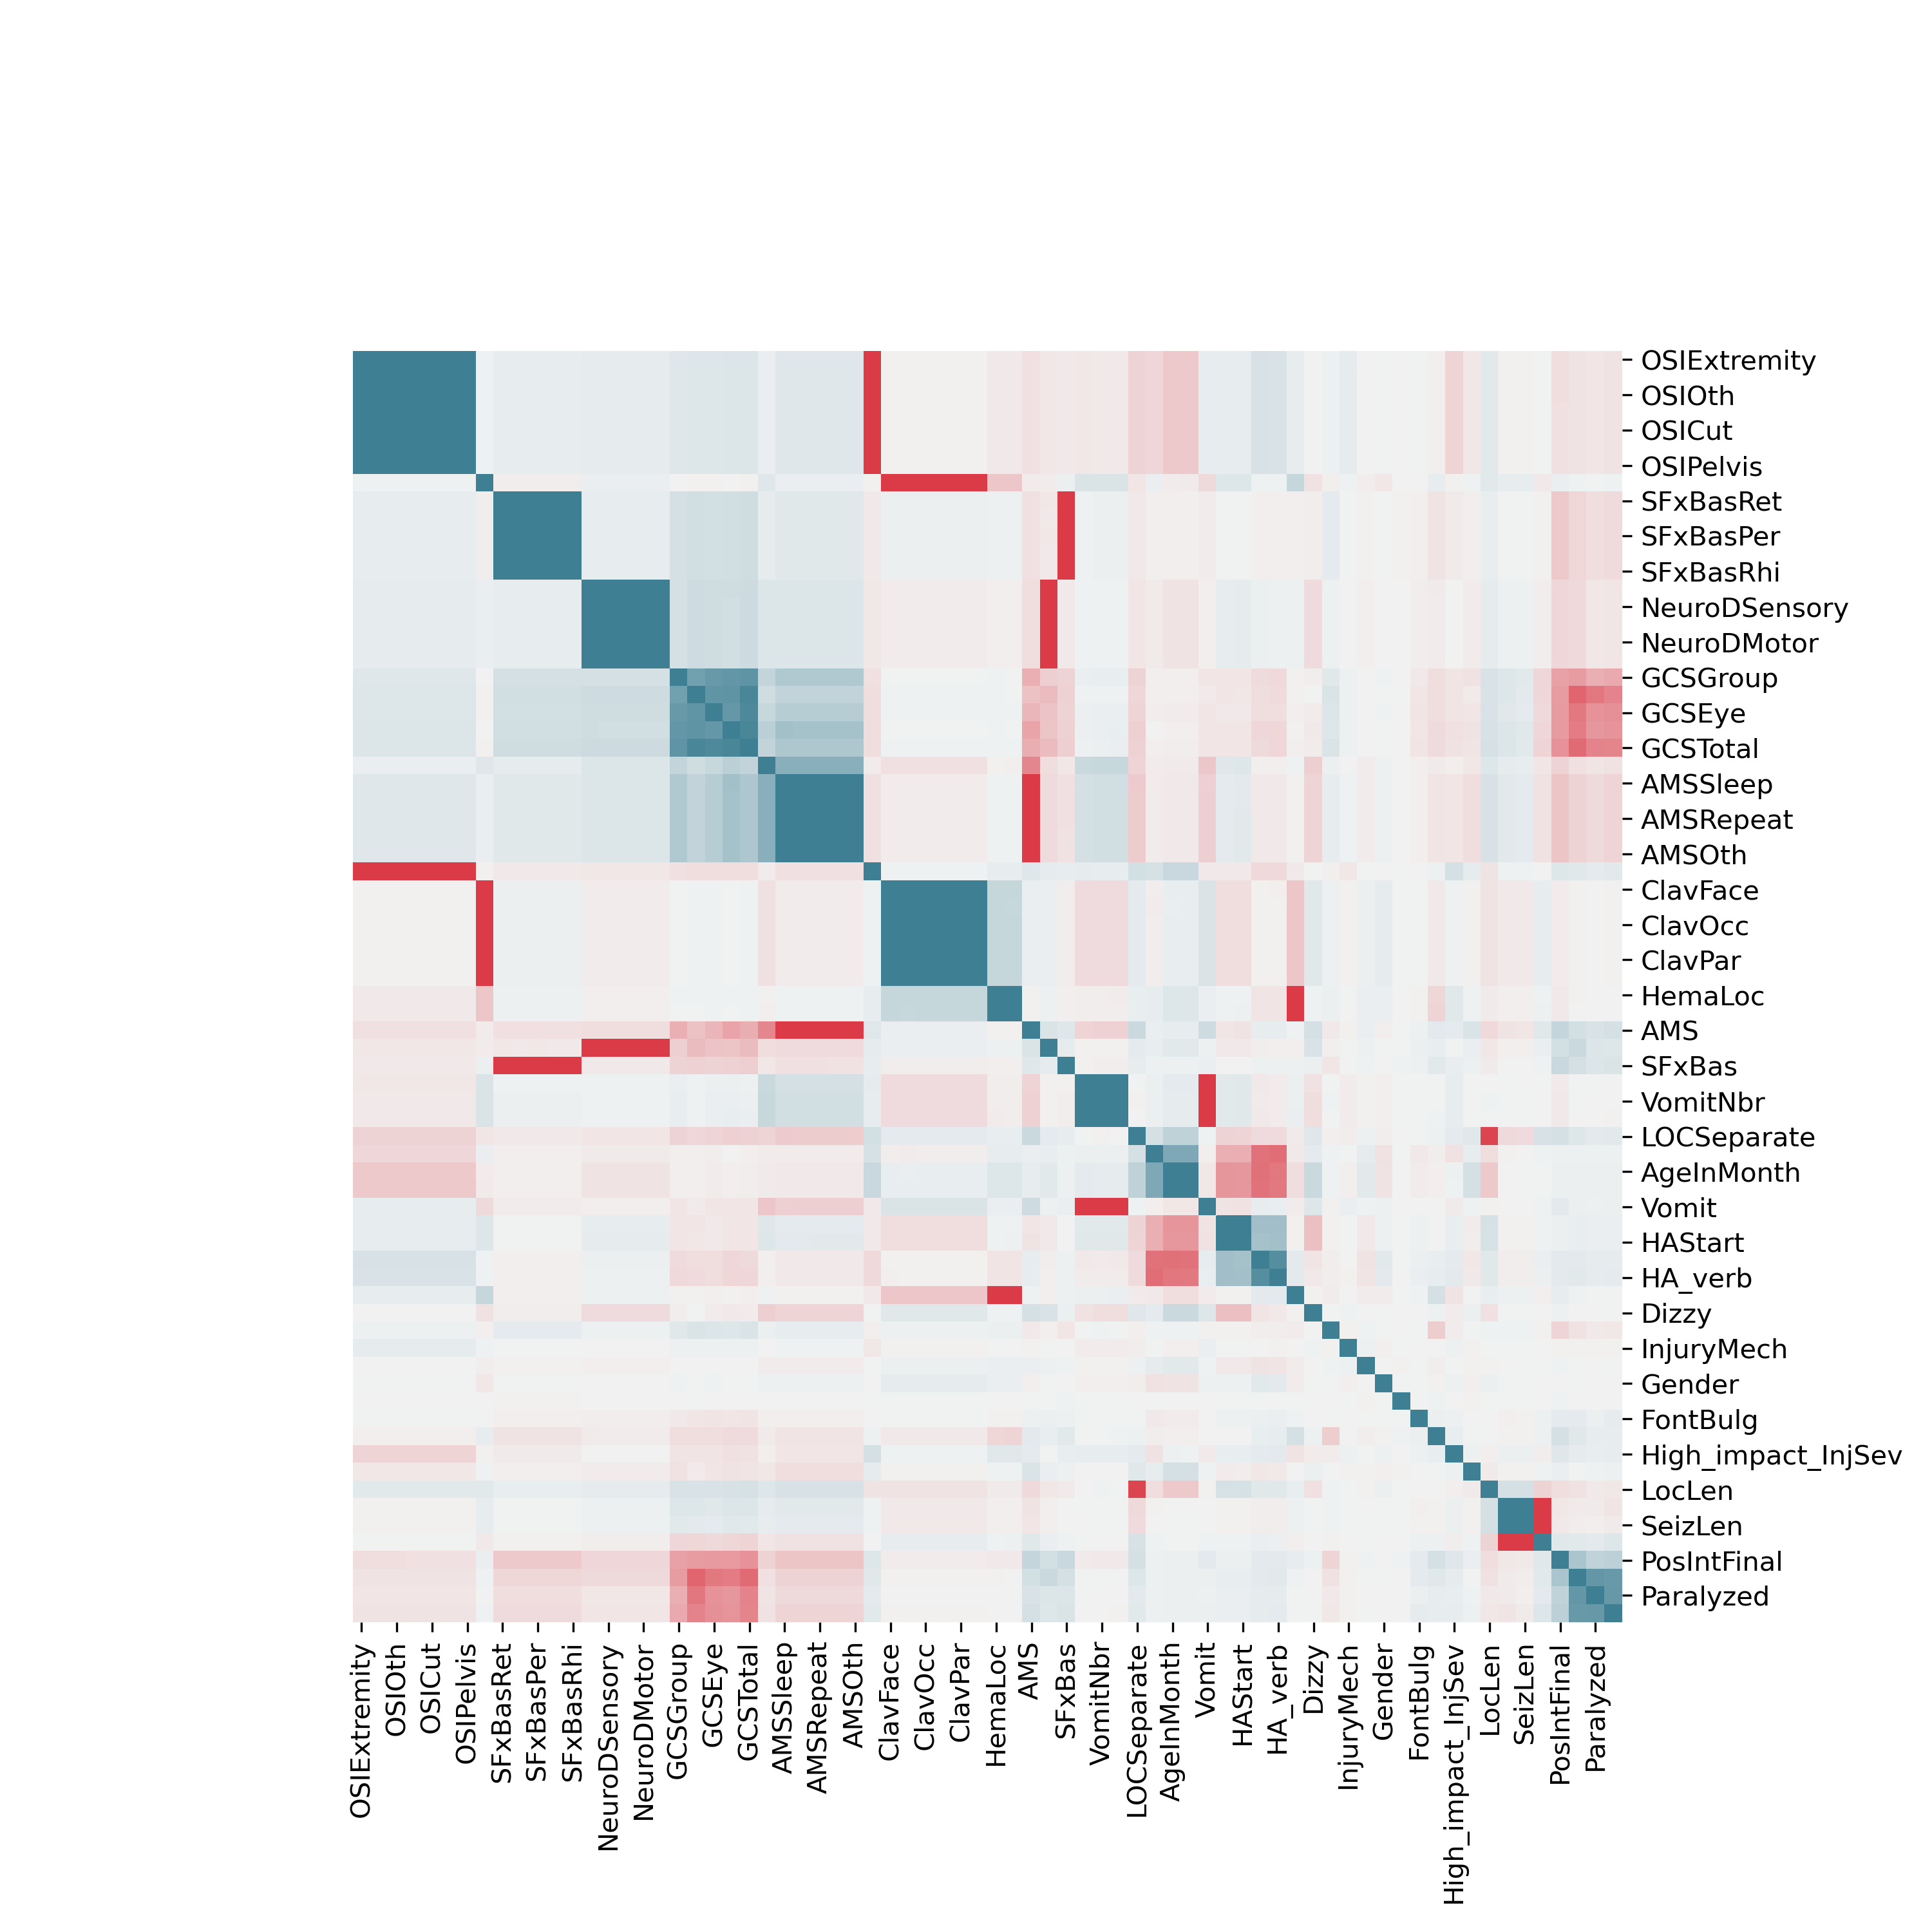 OSIExtremity
OSIOth
OSICut
OSIPelvis
SFxBasRet
SFxBasPer
SFxBasRhi
NeuroDSensory
NeuroDMotor
GCSGroup
GCSEye
GCSTotal
AMSSleep
AMSRepeat
AMSOth
ClavFace
ClavOcc
ClavPar
HemaLoc
AMS
SFxBas
VomitNbr
LOCSeparate
AgeInMonth
Vomit
HAStart
HA_verb
Dizzy
InjuryMech
Gender
FontBulg
High_impact_InjSev
LocLen
SeizLen
PosIntFinal
Paralyzed
OSIExtremity
OSIOth
OSICut
OSIPelvis
SFxBasRet
SFxBasPer
SFxBasRhi
NeuroDSensory
NeuroDMotor
GCSGroup
GCSEye
GCSTotal
AMSSleep
AMSRepeat
AMSOth
ClavFace
ClavOcc
ClavPar
HemaLoc
AMS
SFxBas
VomitNbr
LOCSeparate
AgeInMonth
Vomit
HAStart
HA_verb
Dizzy
InjuryMech
Gender
FontBulg
High_impact_InjSev
LocLen
SeizLen
PosIntFinal
Paralyzed